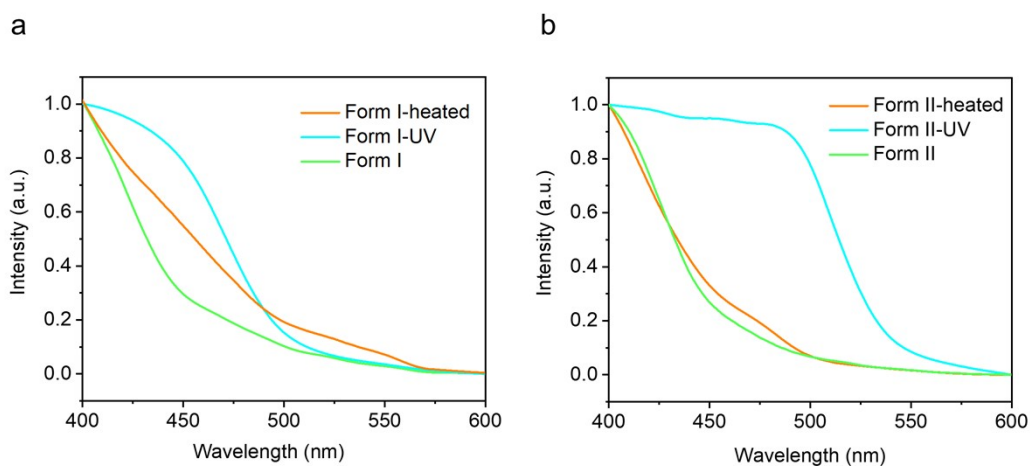 a
Form I-heated
Form I-UV
Form I
1.0
0.8
0.6
0.4
0.2
0.0
Intensity (a.u.)
400
450
500
550
600
Wavelength (nm)
b
Form II-heated
Form II-UV
Form II
1.0
0.8
0.6
0.4
0.2
0.0
Intensity (a.u.)
400
450
500
550
600
Wavelength (nm)